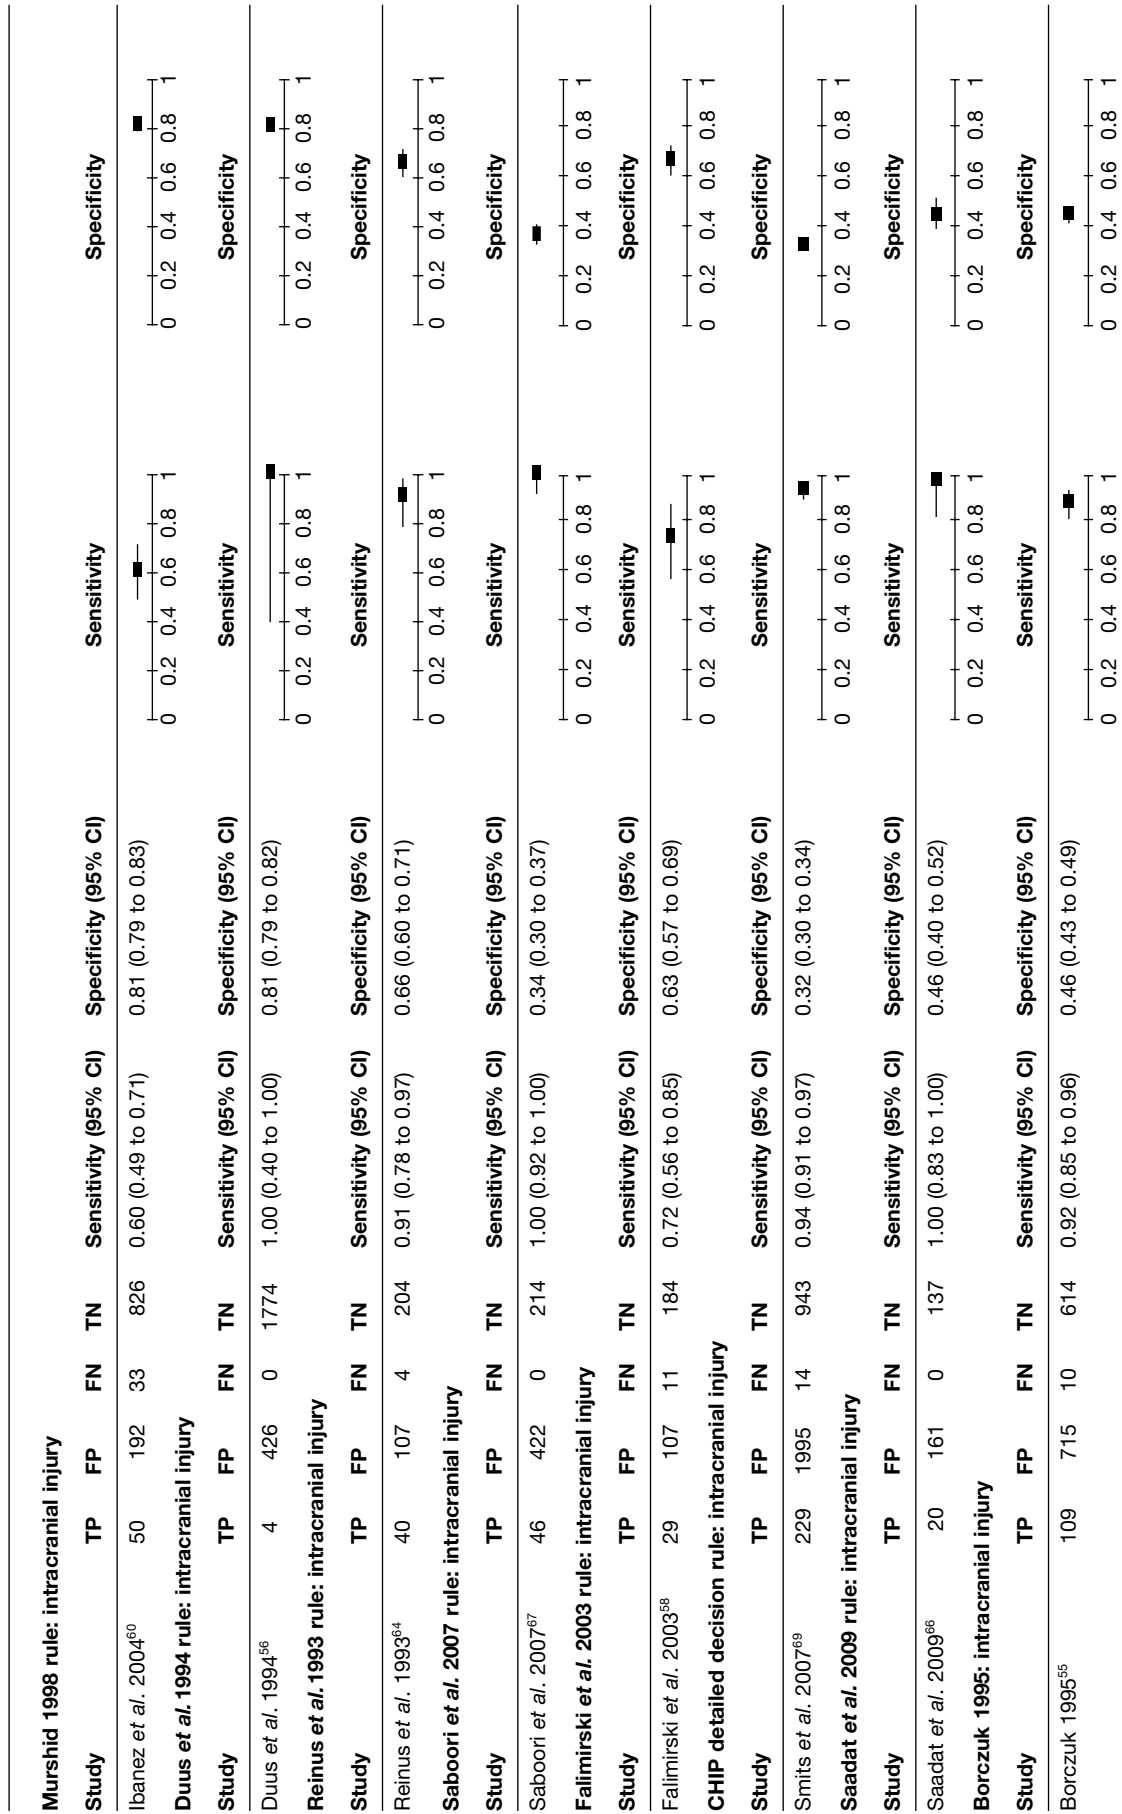 Murshid 1998 rule: intracranial injury
Study TP FP FN TN Sensitivity (95% CI) Specificity (95% CI) Sensitivity Specificity
Ibanez et al. 2004⁶⁰ 50 192 33 826 0.60 (0.49 to 0.71) 0.81 (0.79 to 0.83)
0 0.2 0.4 0.6 0.8 1 0 0.2 0.4 0.6 0.8 1
Duus et al. 1994 rule: intracranial injury
Study TP FP FN TN Sensitivity (95% CI) Specificity (95% CI) Sensitivity Specificity
Duus et al. 1994⁵⁶ 4 426 0 1774 1.00 (0.40 to 1.00) 0.81 (0.79 to 0.82)
0 0.2 0.4 0.6 0.8 1 0 0.2 0.4 0.6 0.8 1
Reinus et al. 1993 rule: intracranial injury
Study TP FP FN TN Sensitivity (95% CI) Specificity (95% CI) Sensitivity Specificity
Reinus et al. 1993⁶⁴ 40 107 4 204 0.91 (0.78 to 0.97) 0.66 (0.60 to 0.71)
0 0.2 0.4 0.6 0.8 1 0 0.2 0.4 0.6 0.8 1
Saboori et al. 2007 rule: intracranial injury
Study TP FP FN TN Sensitivity (95% CI) Specificity (95% CI) Sensitivity Specificity
Saboori et al. 2007⁶⁷ 46 422 0 214 1.00 (0.92 to 1.00) 0.34 (0.30 to 0.37)
0 0.2 0.4 0.6 0.8 1 0 0.2 0.4 0.6 0.8 1
Falimirski et al. 2003 rule: intracranial injury
Study TP FP FN TN Sensitivity (95% CI) Specificity (95% CI) Sensitivity Specificity
Falimirski et al. 2003⁵⁸ 29 107 11 184 0.72 (0.56 to 0.85) 0.63 (0.57 to 0.69)
0 0.2 0.4 0.6 0.8 1 0 0.2 0.4 0.6 0.8 1
CHIP detailed decision rule: intracranial injury
Study TP FP FN TN Sensitivity (95% CI) Specificity (95% CI) Sensitivity Specificity
Smits et al. 2007⁶⁹ 229 1995 14 943 0.94 (0.91 to 0.97) 0.32 (0.30 to 0.34)
0 0.2 0.4 0.6 0.8 1 0 0.2 0.4 0.6 0.8 1
Saadat et al. 2009 rule: intracranial injury
Study TP FP FN TN Sensitivity (95% CI) Specificity (95% CI) Sensitivity Specificity
Saadat et al. 2009⁶⁶ 20 161 0 137 1.00 (0.83 to 1.00) 0.46 (0.40 to 0.52)
0 0.2 0.4 0.6 0.8 1 0 0.2 0.4 0.6 0.8 1
Borczuk 1995: intracranial injury
Study TP FP FN TN Sensitivity (95% CI) Specificity (95% CI) Sensitivity Specificity
Borczuk 1995⁵⁵ 109 715 10 614 0.92 (0.85 to 0.96) 0.46 (0.43 to 0.49)
0 0.2 0.4 0.6 0.8 1 0 0.2 0.4 0.6 0.8 1